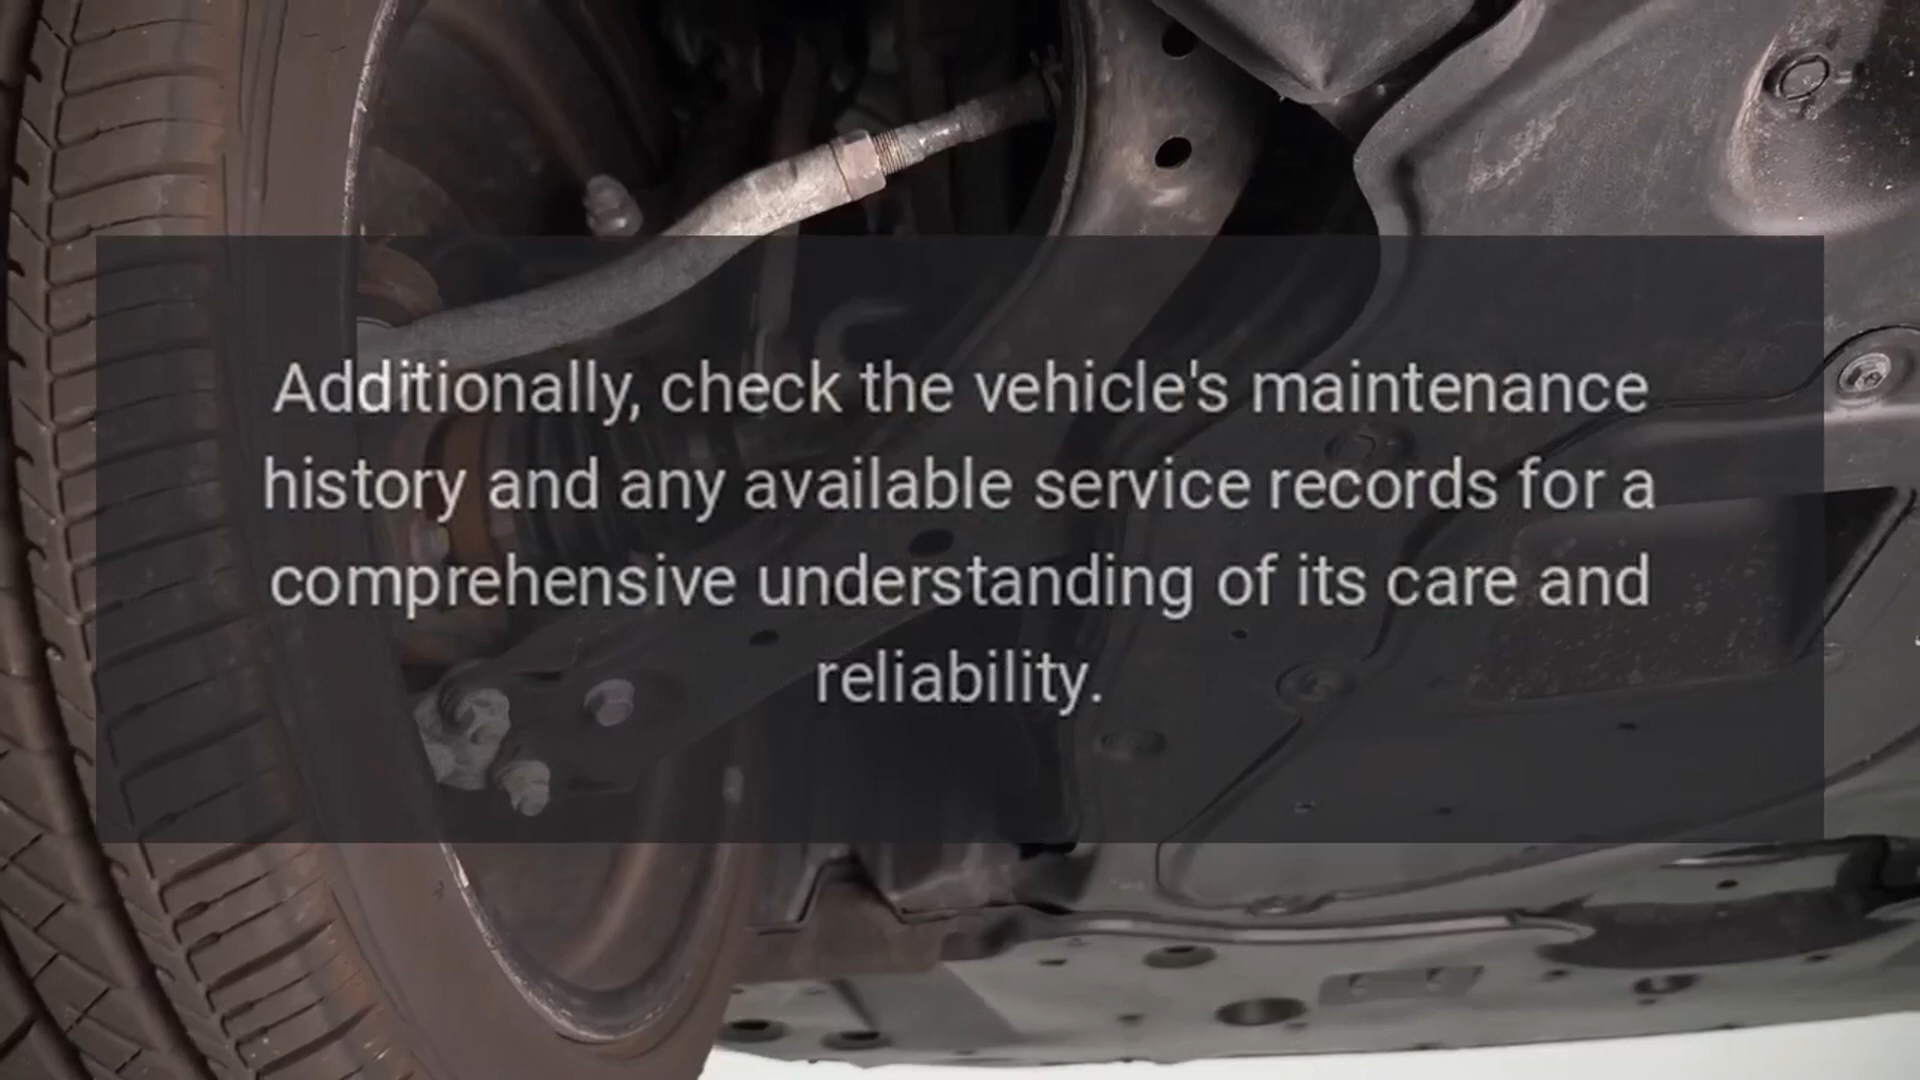 Additionally, check the vehicle's maintenance
history and any available service records for a
comprehensive understanding of its care and
reliability.